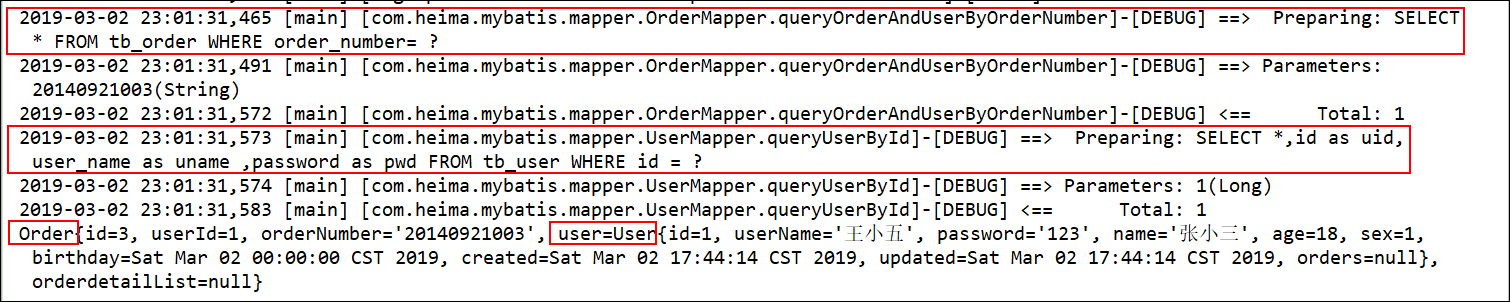 2019-03-02 23:01:31,465 [main] [com.heima.mybatis.mapper.OrderMapper.queryOrderAndUserByOrderNumber]-[DEBUG] ==>  Preparing: SELECT
* FROM tb_order WHERE order_number= ?
2019-03-02 23:01:31,491 [main] [com.heima.mybatis.mapper.OrderMapper.queryOrderAndUserByOrderNumber]-[DEBUG] ==> Parameters:
20140921003(String)
2019-03-02 23:01:31,572 [main] [com.heima.mybatis.mapper.OrderMapper.queryOrderAndUserByOrderNumber]-[DEBUG] <==      Total: 1
2019-03-02 23:01:31,573 [main] [com.heima.mybatis.mapper.UserMapper.queryUserById]-[DEBUG] ==>  Preparing: SELECT *,id as uid,
user_name as uname ,password as pwd FROM tb_user WHERE id = ?
2019-03-02 23:01:31,574 [main] [com.heima.mybatis.mapper.UserMapper.queryUserById]-[DEBUG] ==> Parameters: 1(Long)
2019-03-02 23:01:31,583 [main] [com.heima.mybatis.mapper.UserMapper.queryUserById]-[DEBUG] <==      Total: 1
Order{id=3, userId=1, orderNumber='20140921003', user=User{id=1, userName='王小五', password='123', name='张小三', age=18, sex=1,
birthday=Sat Mar 02 00:00:00 CST 2019, created=Sat Mar 02 17:44:14 CST 2019, updated=Sat Mar 02 17:44:14 CST 2019, orders=null},
orderdetailList=null}